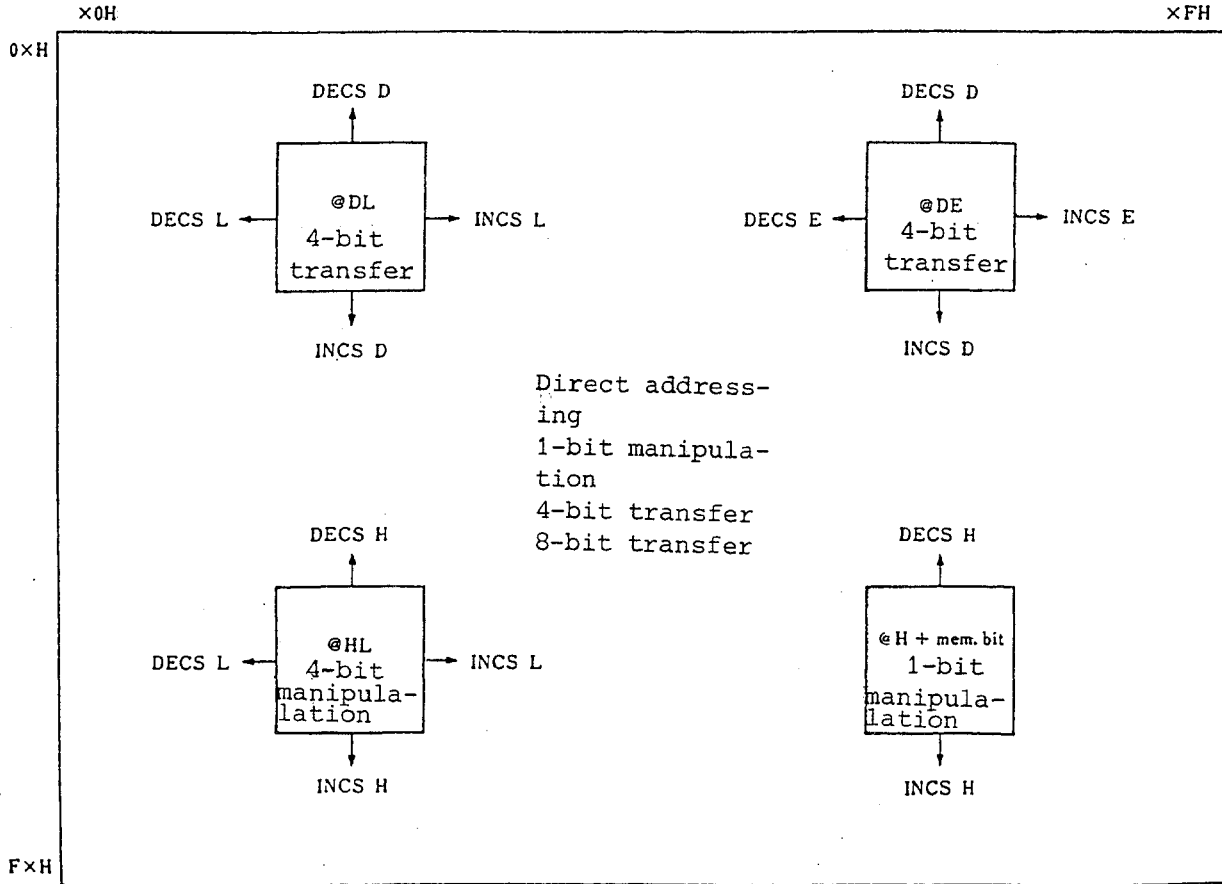 ×0H
×FH
0×H
DECS D
DECS D
@DL
4-bit
transfer
DECS L
INCS L
@DE
4-bit
transfer
DECS E
INCS E
INCS D
INCS D
Direct address-
ing
1-bit manipula-
tion
4-bit transfer
8-bit transfer
DECS H
DECS H
@HL
4-bit
manipula-
lation
DECS L
INCS L
@H + mem. bit
1-bit
manipula-
lation
INCS H
INCS H
F×H